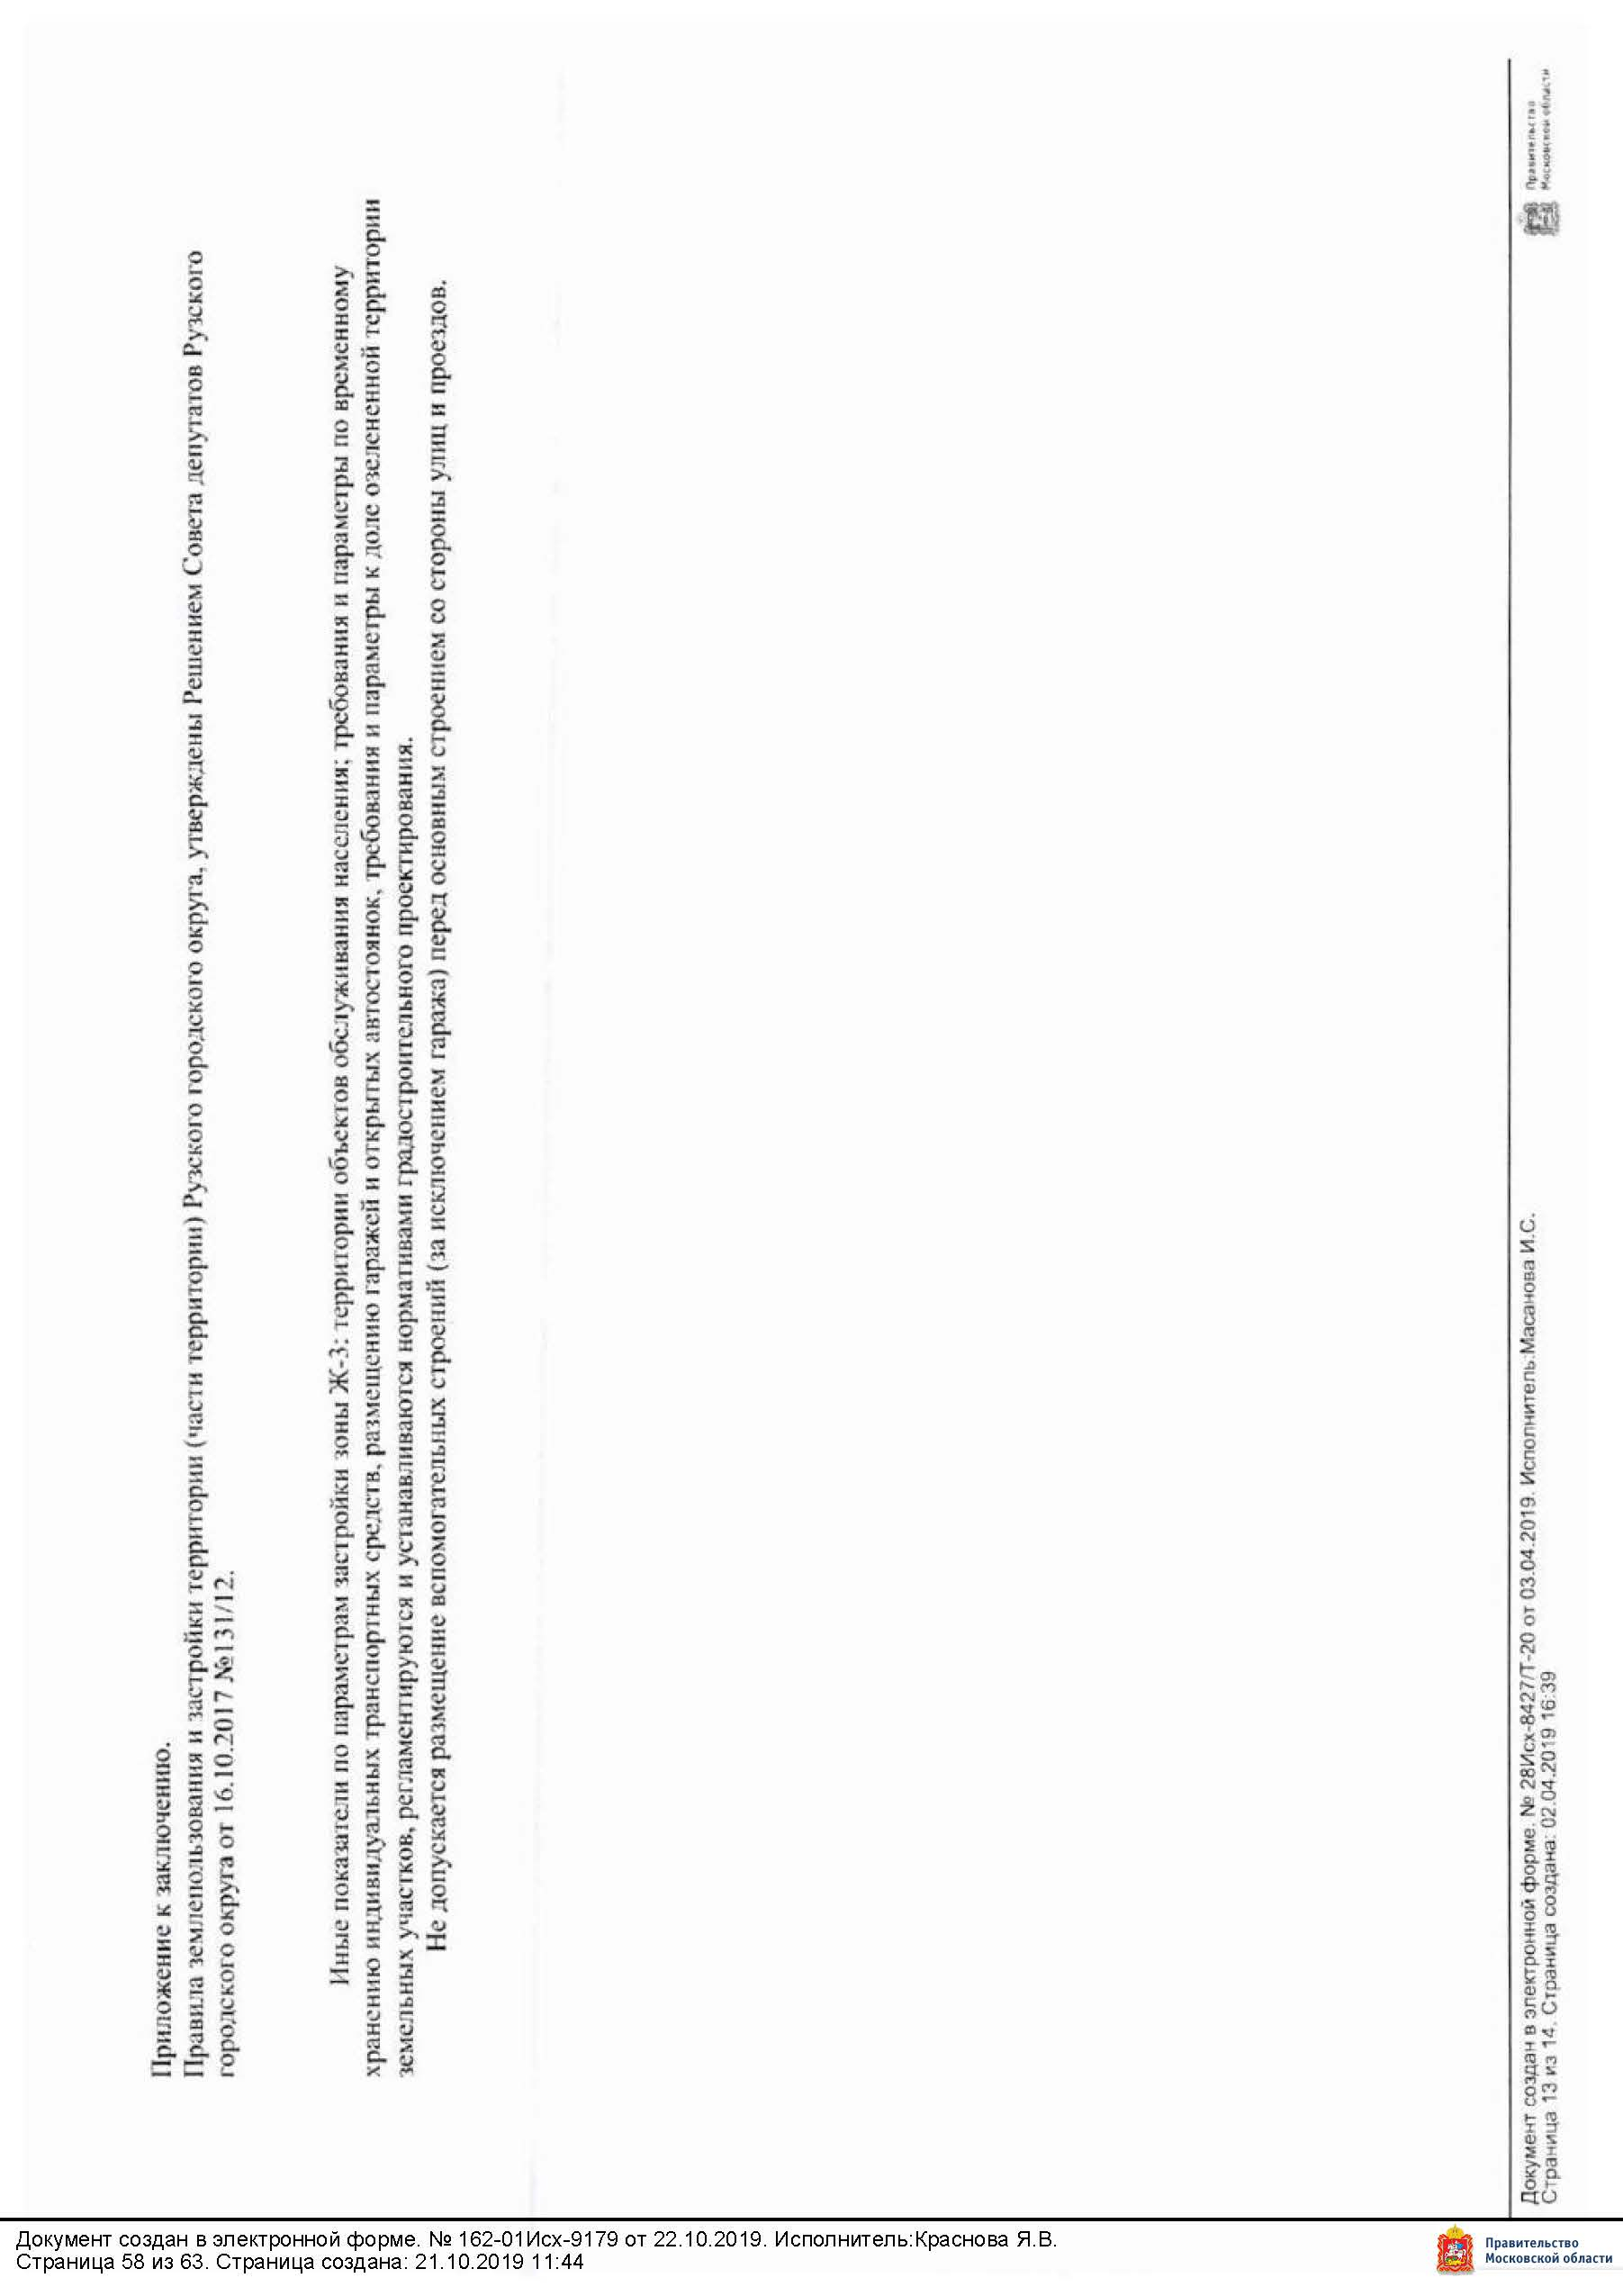 Приложение к заключению.
Правила землепользования и застройки территории (части территории) Рузского городского округа, утверждены Решением Совета депутатов Рузского
городского округа от 16.10.2017 №131/12.
Иные показатели по параметрам застройки зоны Ж-3: территории объектов обслуживания населения; требования и параметры по временному
хранению индивидуальных транспортных средств, размещению гаражей и открытых автостоянок, требования и параметры к доле озелененной территории
земельных участков, регламентируются и устанавливаются нормативами градостроительного проектирования.
Не допускается размещение вспомогательных строений (за исключением гаража) перед основным строением со стороны улиц и проездов.
Документ создан в электронной форме. № 28Исх-8427/Т-20 от 03.04.2019. Исполнитель:Масанова И.С.
Страница 13 из 14. Страница создана: 02.04.2019 16:39
Правительство
Московской области
Документ создан в электронной форме. № 162-01Исх-9179 от 22.10.2019. Исполнитель:Краснова Я.В.
Страница 58 из 63. Страница создана: 21.10.2019 11:44
Правительство
Московской области